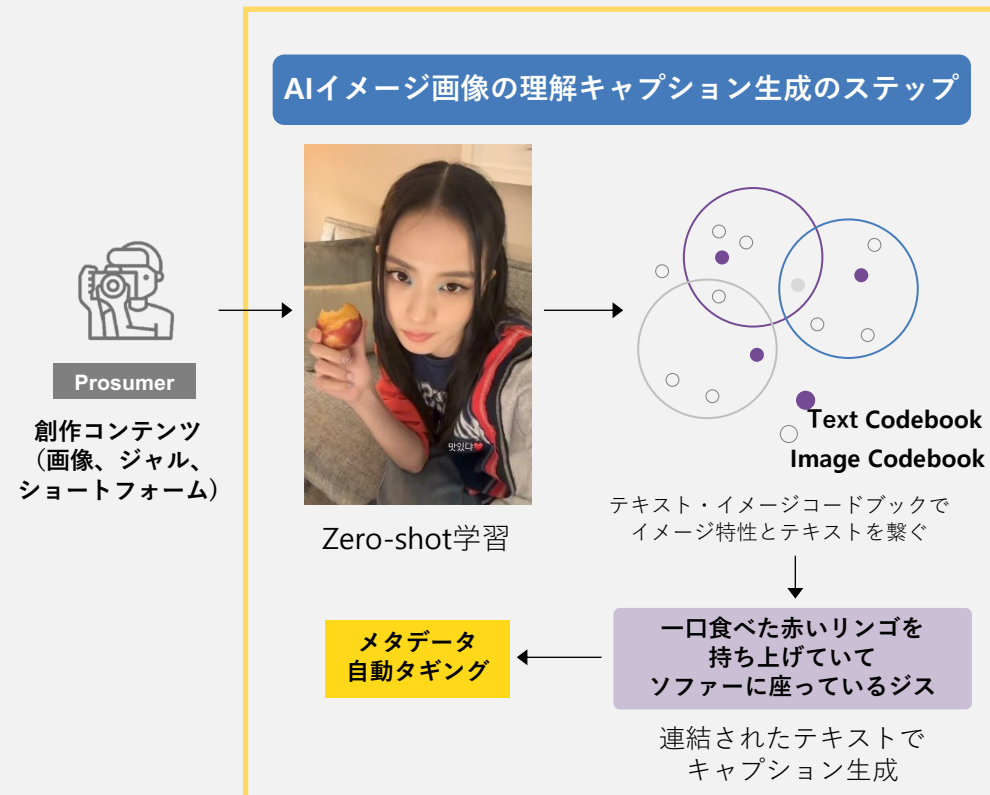 AIイメージ画像の理解キャプション生成のステップ
Prosumer
創作コンテンツ
（画像、ジャル、
ショートフォーム）
맛있다❤️
Zero-shot学習
Text Codebook
Image Codebook
テキスト・イメージコードブックで
イメージ特性とテキストを繋ぐ
一口食べた赤いリンゴを
持ち上げていて
ソファーに座っているジス
連結されたテキストで
キャプション生成
メタデータ
自動タギング